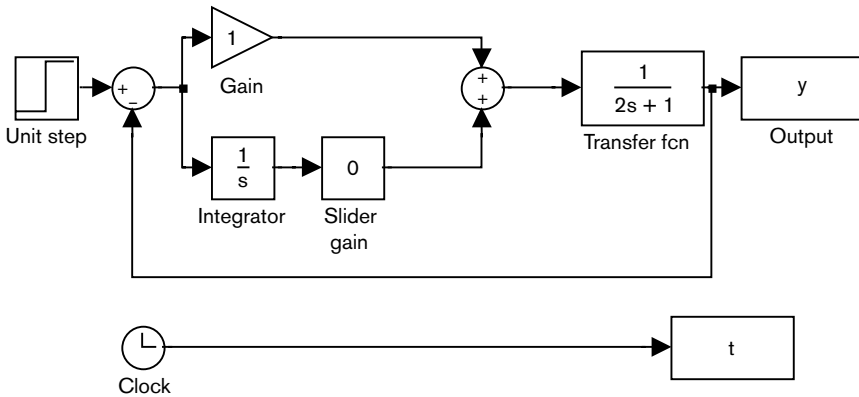 1
Gain
+
−
Unit step
+
+
1
2s + 1
Transfer fcn
y
Output
1
s
Integrator
0
Slider
gain
Clock
t